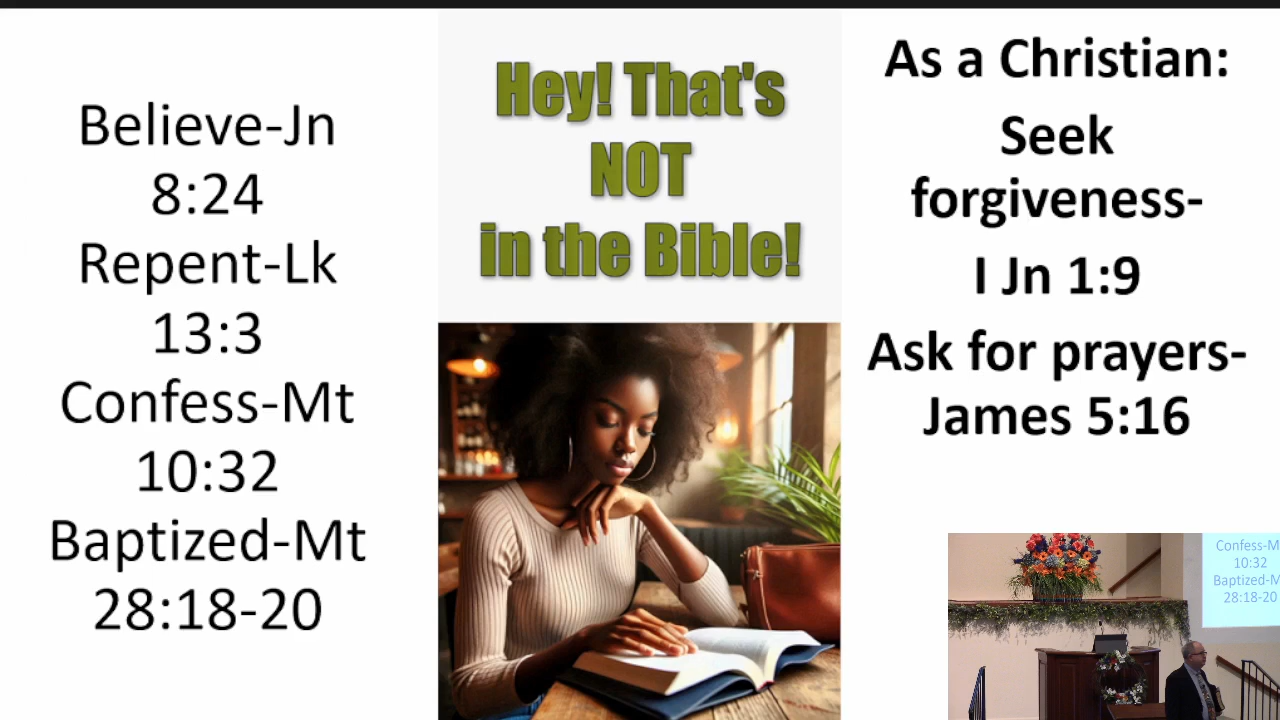 Believe-Jn
8:24
Repent-Lk
13:3
Confess-Mt
10:32
Baptized-Mt
28:18-20
Hey! That's
NOT
in the Bible!
As a Christian:
Seek
forgiveness-
I Jn 1:9
Ask for prayers-
James 5:16
Confess-M
10:32
Baptized-M
28:18-20